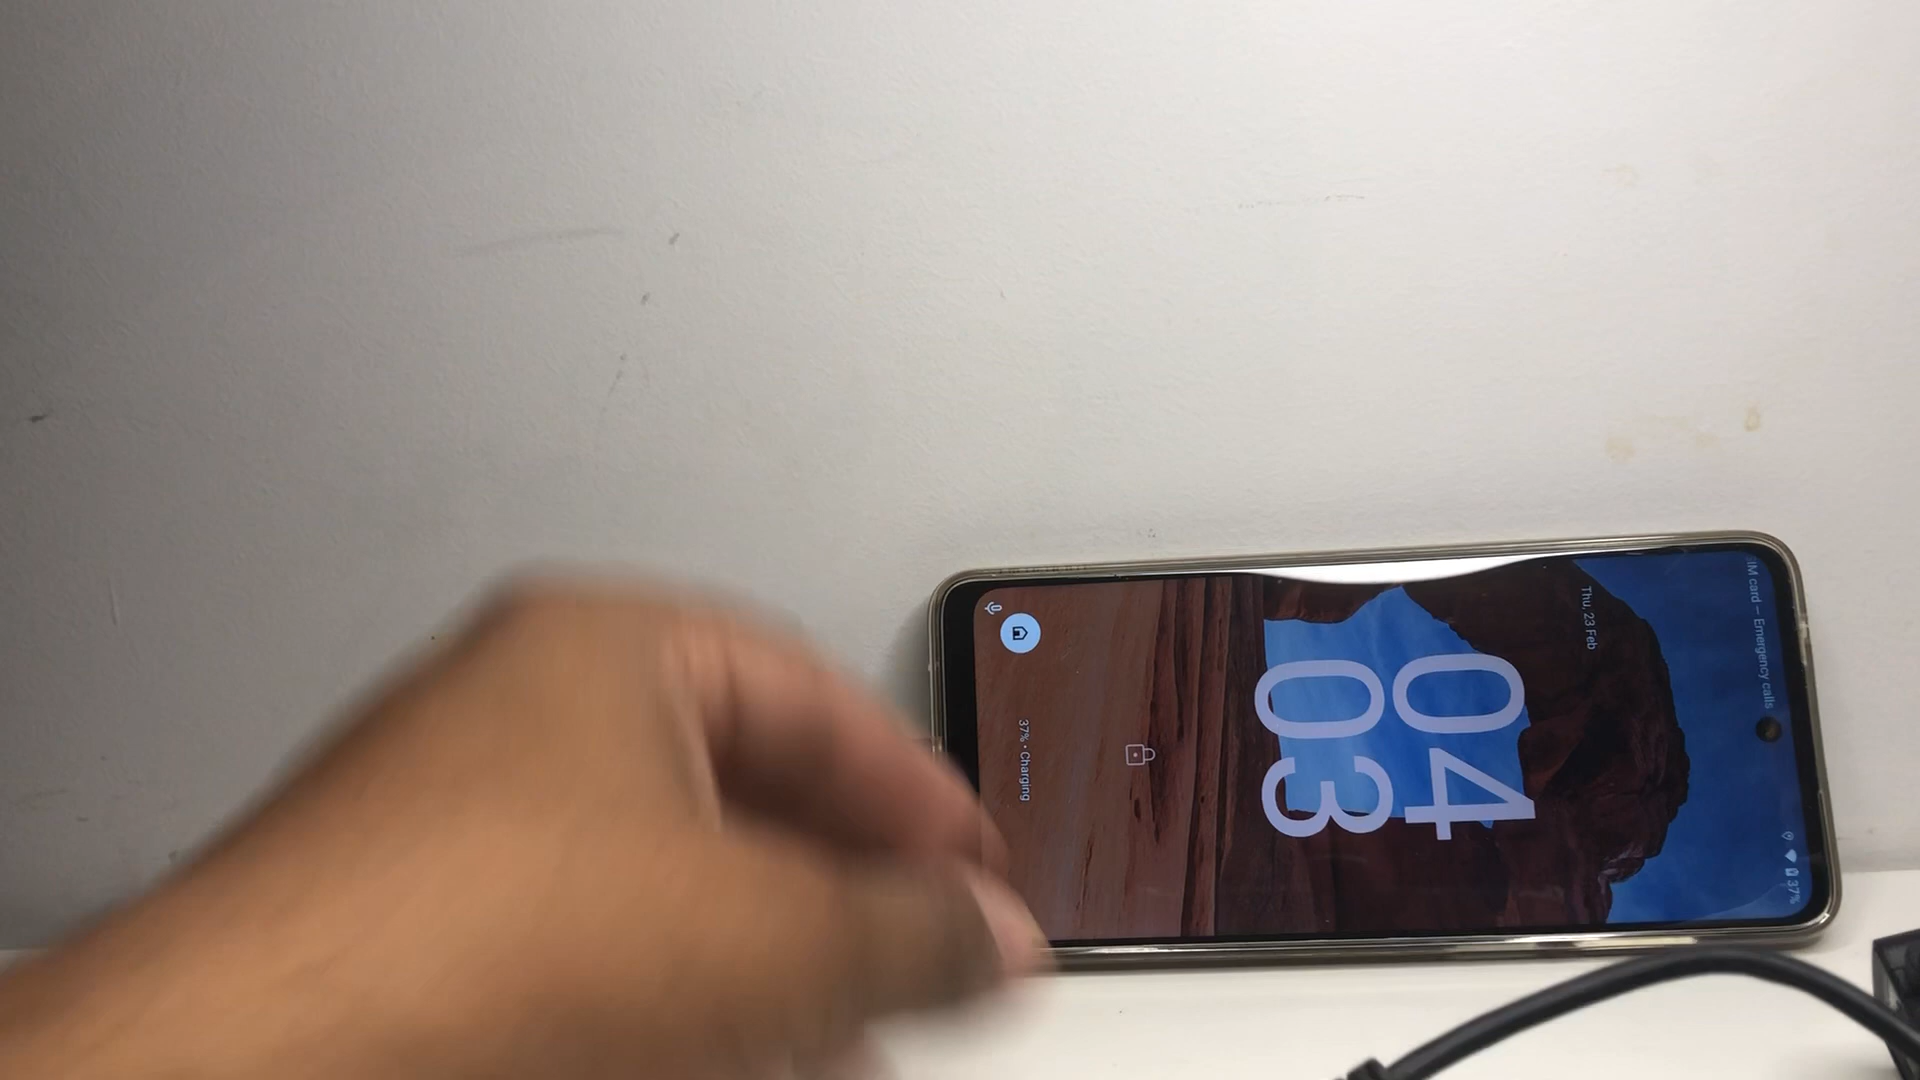 IM card — Emergency calls
37%
Thu, 23 Feb
04
03
37% • Charging